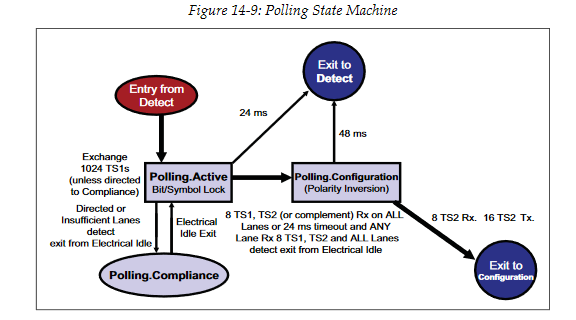 Figure 14-9: Polling State Machine
Entry from
Detect
Exit to
Detect
24 ms
48 ms
Exchange
1024 TS1s
(unless directed
to Compliance)
Polling.Active
Bit/Symbol Lock
Polling.Configuration
(Polarity Inversion)
Directed or
Insufficient Lanes
detect
exit from Electrical Idle
Electrical
Idle Exit
8 TS1, TS2 (or complement) Rx on ALL
Lanes or 24 ms timeout and ANY
Lane Rx 8 TS1, TS2 and ALL Lanes
detect exit from Electrical Idle
8 TS2 Rx. 16 TS2 Tx.
Polling.Compliance
Exit to
Configuration